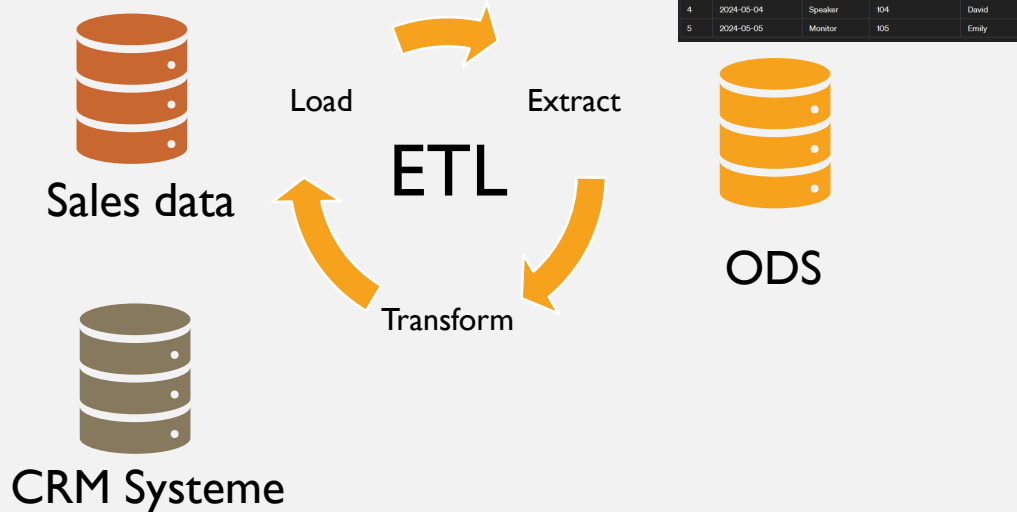 4 2024-05-04 Speaker 104 David
5 2024-05-05 Monitor 105 Emily
Load Extract
ETL
Sales data
ODS
Transform
CRM Systeme